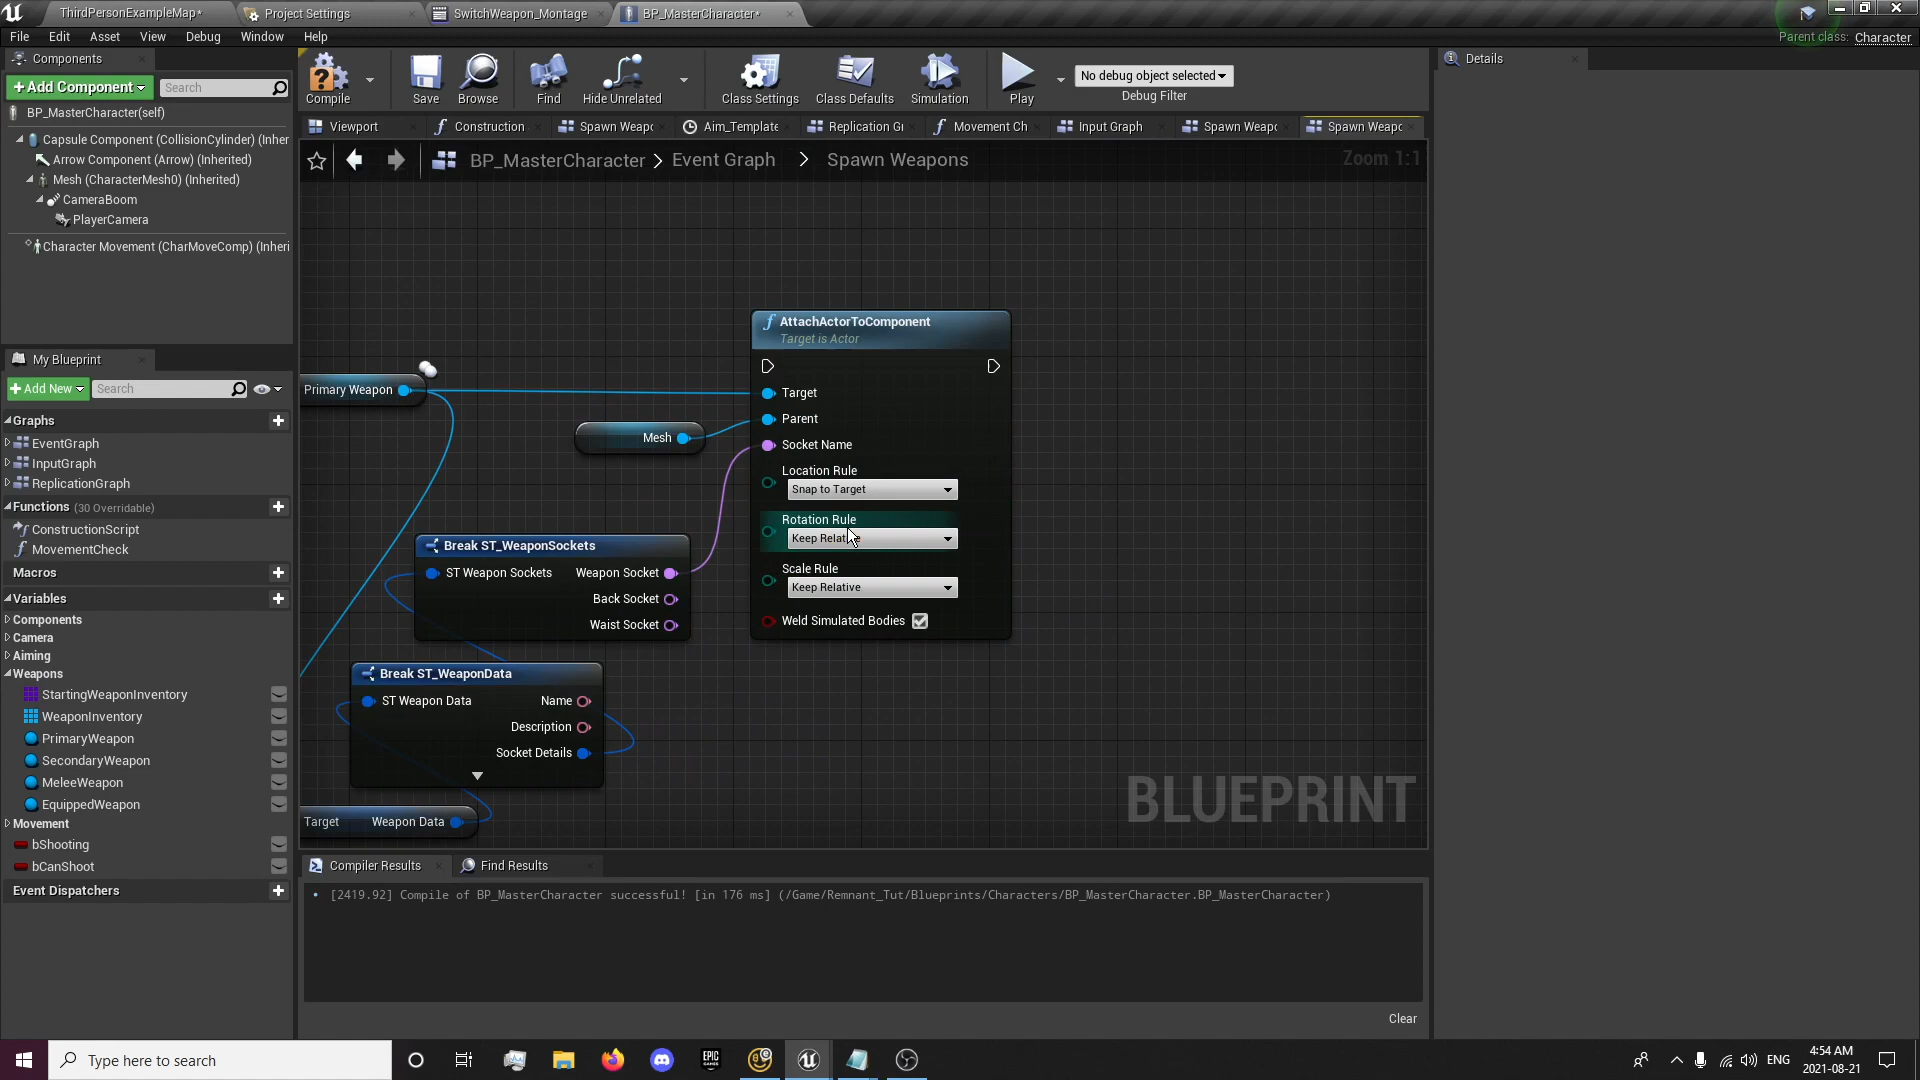 ThirdPersonExampleMap*
Project Settings
SwitchWeapon_Montage
BP_MasterCharacter*
File Edit Asset View Debug Window Help
Parent class: Character
Components
+Add Component
Search
BP_MasterCharacter(self)
Capsule Component (CollisionCylinder) (Inher
Arrow Component (Arrow) (Inherited)
Mesh (CharacterMesh0) (Inherited)
CameraBoom
PlayerCamera
Character Movement (CharMoveComp) (Inheri
Compile
Save
Browse
Find
Hide Unrelated
Class Settings
Class Defaults
Simulation
Play
No debug object selected
Debug Filter
Details
Viewport
Construction
Spawn Weapo
Aim_Template
Replication Gr
Movement Ch
Input Graph
Spawn Weapo
Spawn Weapo
BP_MasterCharacter > Event Graph > Spawn Weapons
Zoom 1:1
My Blueprint
+Add New
Search
Graphs
EventGraph
InputGraph
ReplicationGraph
Functions (30 Overridable)
ConstructionScript
MovementCheck
Macros
Variables
Components
Camera
Aiming
Weapons
StartingWeaponInventory
WeaponInventory
PrimaryWeapon
SecondaryWeapon
MeleeWeapon
EquippedWeapon
Movement
bShooting
bCanShoot
Event Dispatchers
Primary Weapon
Mesh
AttachActorToComponent
Target is Actor
Target
Parent
Socket Name
Location Rule
Snap to Target
Rotation Rule
Keep Relative
Scale Rule
Keep Relative
Weld Simulated Bodies
Break ST_WeaponSockets
ST Weapon Sockets
Weapon Socket
Back Socket
Waist Socket
Break ST_WeaponData
ST Weapon Data
Name
Description
Socket Details
Target
Weapon Data
BLUEPRINT
Compiler Results
Find Results
[2419.92] Compile of BP_MasterCharacter successful! [in 176 ms] (/Game/Remnant_Tut/Blueprints/Characters/BP_MasterCharacter.BP_MasterCharacter)
Clear
Type here to search
EPIC
ENG
4:54 AM
2021-08-21